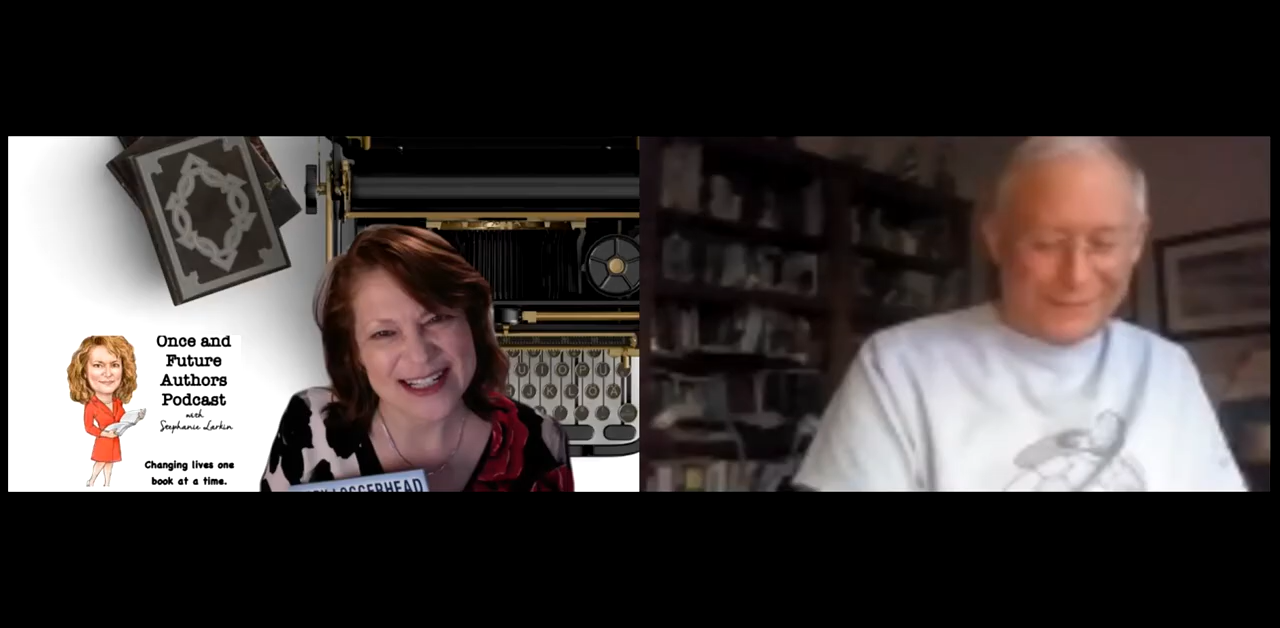 Once and
Future
Authors
Podcast
with
Stephanie Larkin
Changing lives one
book at a time.
LOGGERHEAD
U I O P
K L